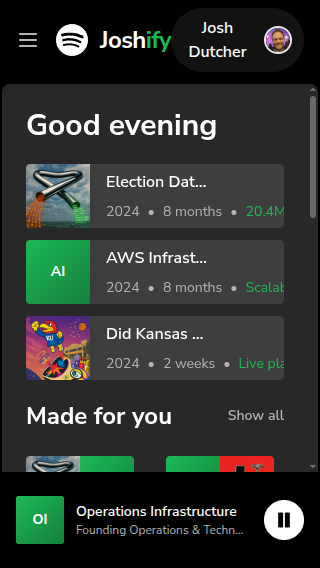 Joshify
Josh
Dutcher
Good evening
Election Dat...
2024 • 8 months • 20.4M
AI
AWS Infrast...
2024 • 8 months • Scalab
KU
Did Kansas ...
2024 • 2 weeks • Live pla
Made for you
Show all
OI
Operations Infrastructure
Founding Operations & Techn...